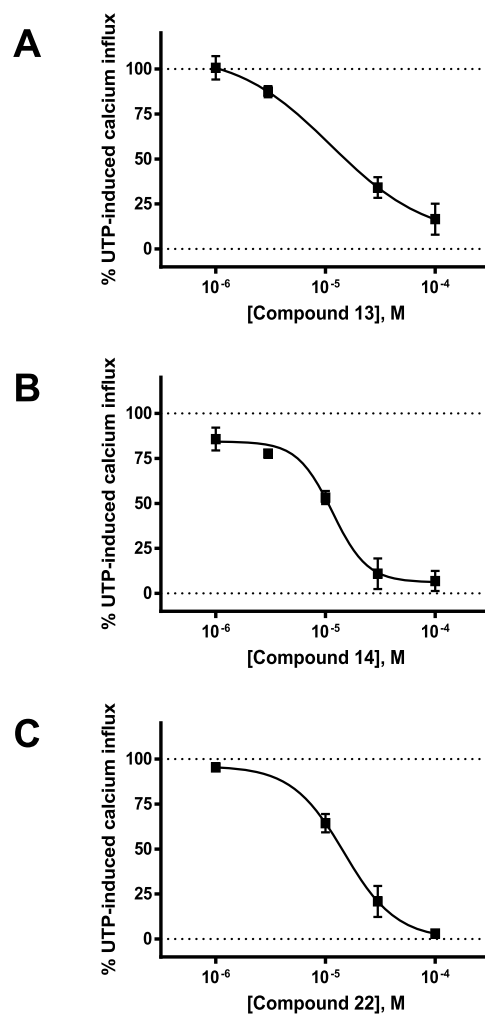 A
% UTP-induced calcium influx
100
75
50
25
0
10-6
10-5
10-4
[Compound 13], M
B
% UTP-induced calcium influx
100
75
50
25
0
10-6
10-5
10-4
[Compound 14], M
C
% UTP-induced calcium influx
100
75
50
25
0
10-6
10-5
10-4
[Compound 22], M